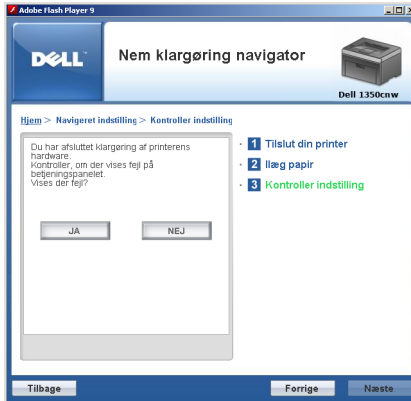 Adobe Flash Player 9
DELL™
Nem klargøring navigator
Dell 1350cnw
Hjem > Navigeret indstilling > Kontroller indstilling
Du har afsluttet klargøring af printerens
hardware.
Kontroller, om der vises fejl på
betjeningspanelet.
Vises der fejl?
JA NEJ
1 Tilslut din printer
2 Ilæg papir
3 Kontroller indstilling
Tilbage Forrige Næste